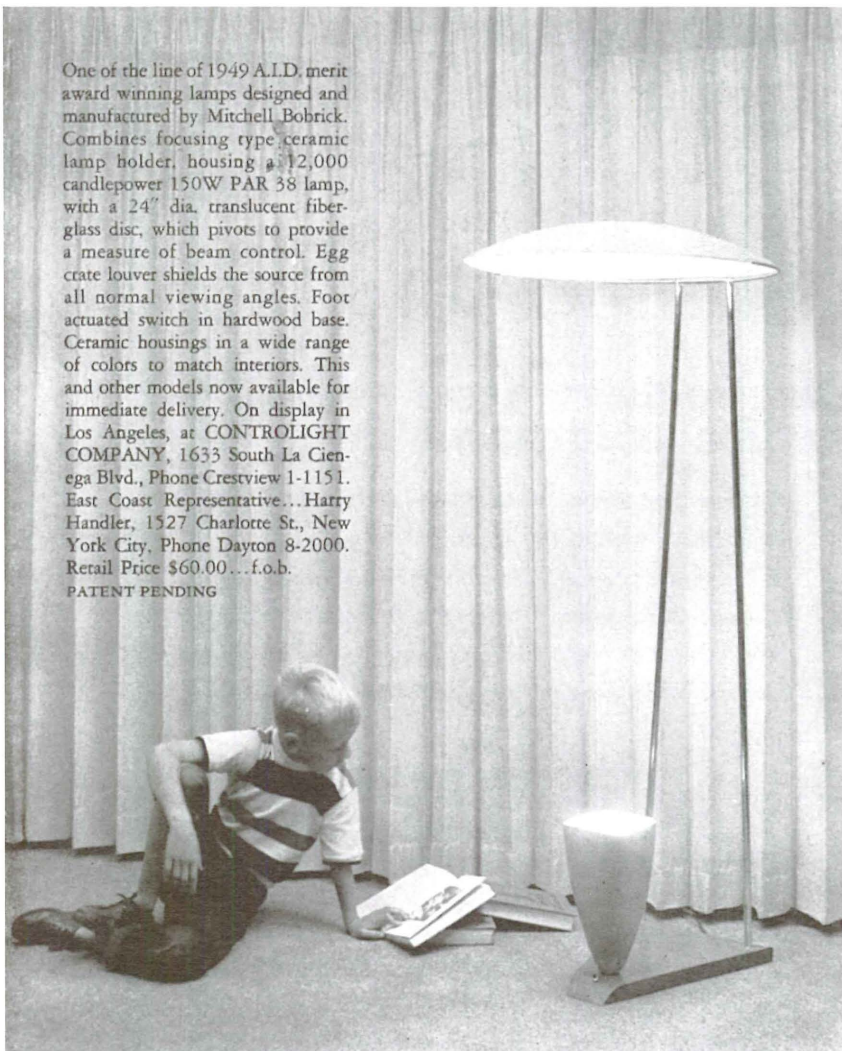 One of the line of 1949 A.I.D. merit
award winning lamps designed and
manufactured by Mitchell Bobrick.
Combines focusing type ceramic
lamp holder, housing a 12,000
candlepower 150W PAR 38 lamp,
with a 24″ dia. translucent fiber-
glass disc, which pivots to provide
a measure of beam control. Egg
crate louver shields the source from
all normal viewing angles. Foot
actuated switch in hardwood base.
Ceramic housings in a wide range
of colors to match interiors. This
and other models now available for
immediate delivery. On display in
Los Angeles, at CONTROLIGHT
COMPANY, 1633 South La Cien-
ega Blvd., Phone Crestview 1-1151.
East Coast Representative...Harry
Handler, 1527 Charlotte St., New
York City, Phone Dayton 8-2000.
Retail Price $60.00...f.o.b.
PATENT PENDING